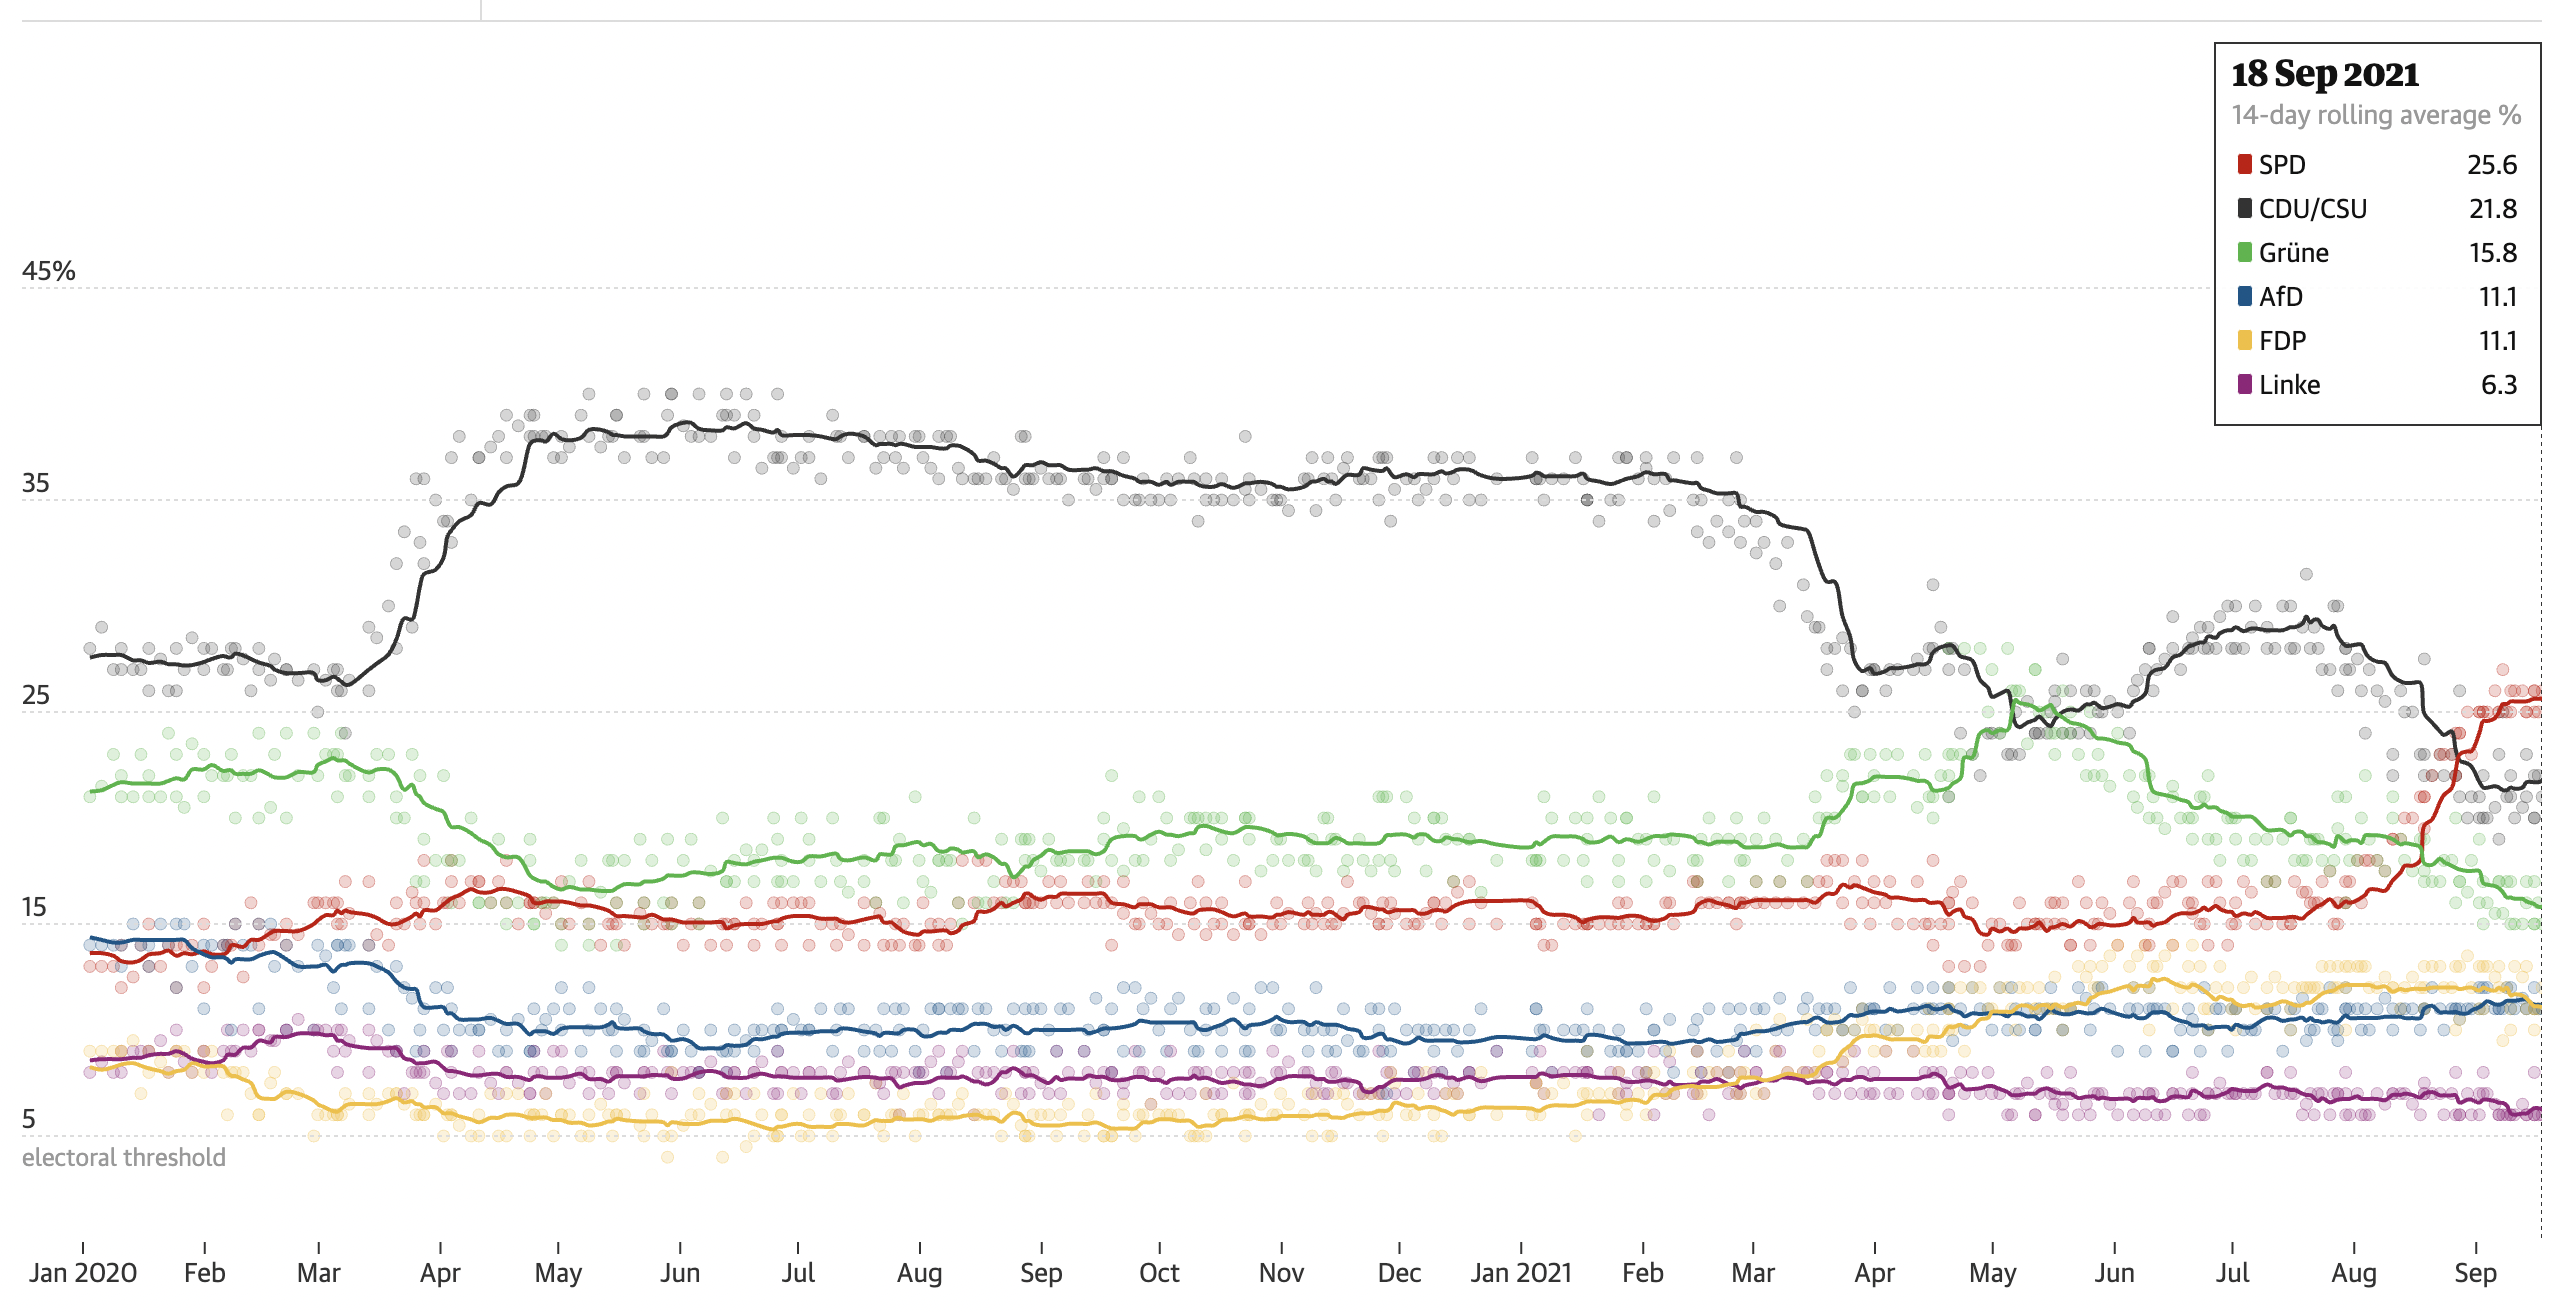 18 Sep 2021
14-day rolling average %
SPD 25.6
CDU/CSU 21.8
Grüne 15.8
AfD 11.1
FDP 11.1
Linke 6.3
45%
35
25
15
5
electoral threshold
Jan 2020 Feb Mar Apr May Jun Jul Aug Sep Oct Nov Dec Jan 2021 Feb Mar Apr May Jun Jul Aug Sep